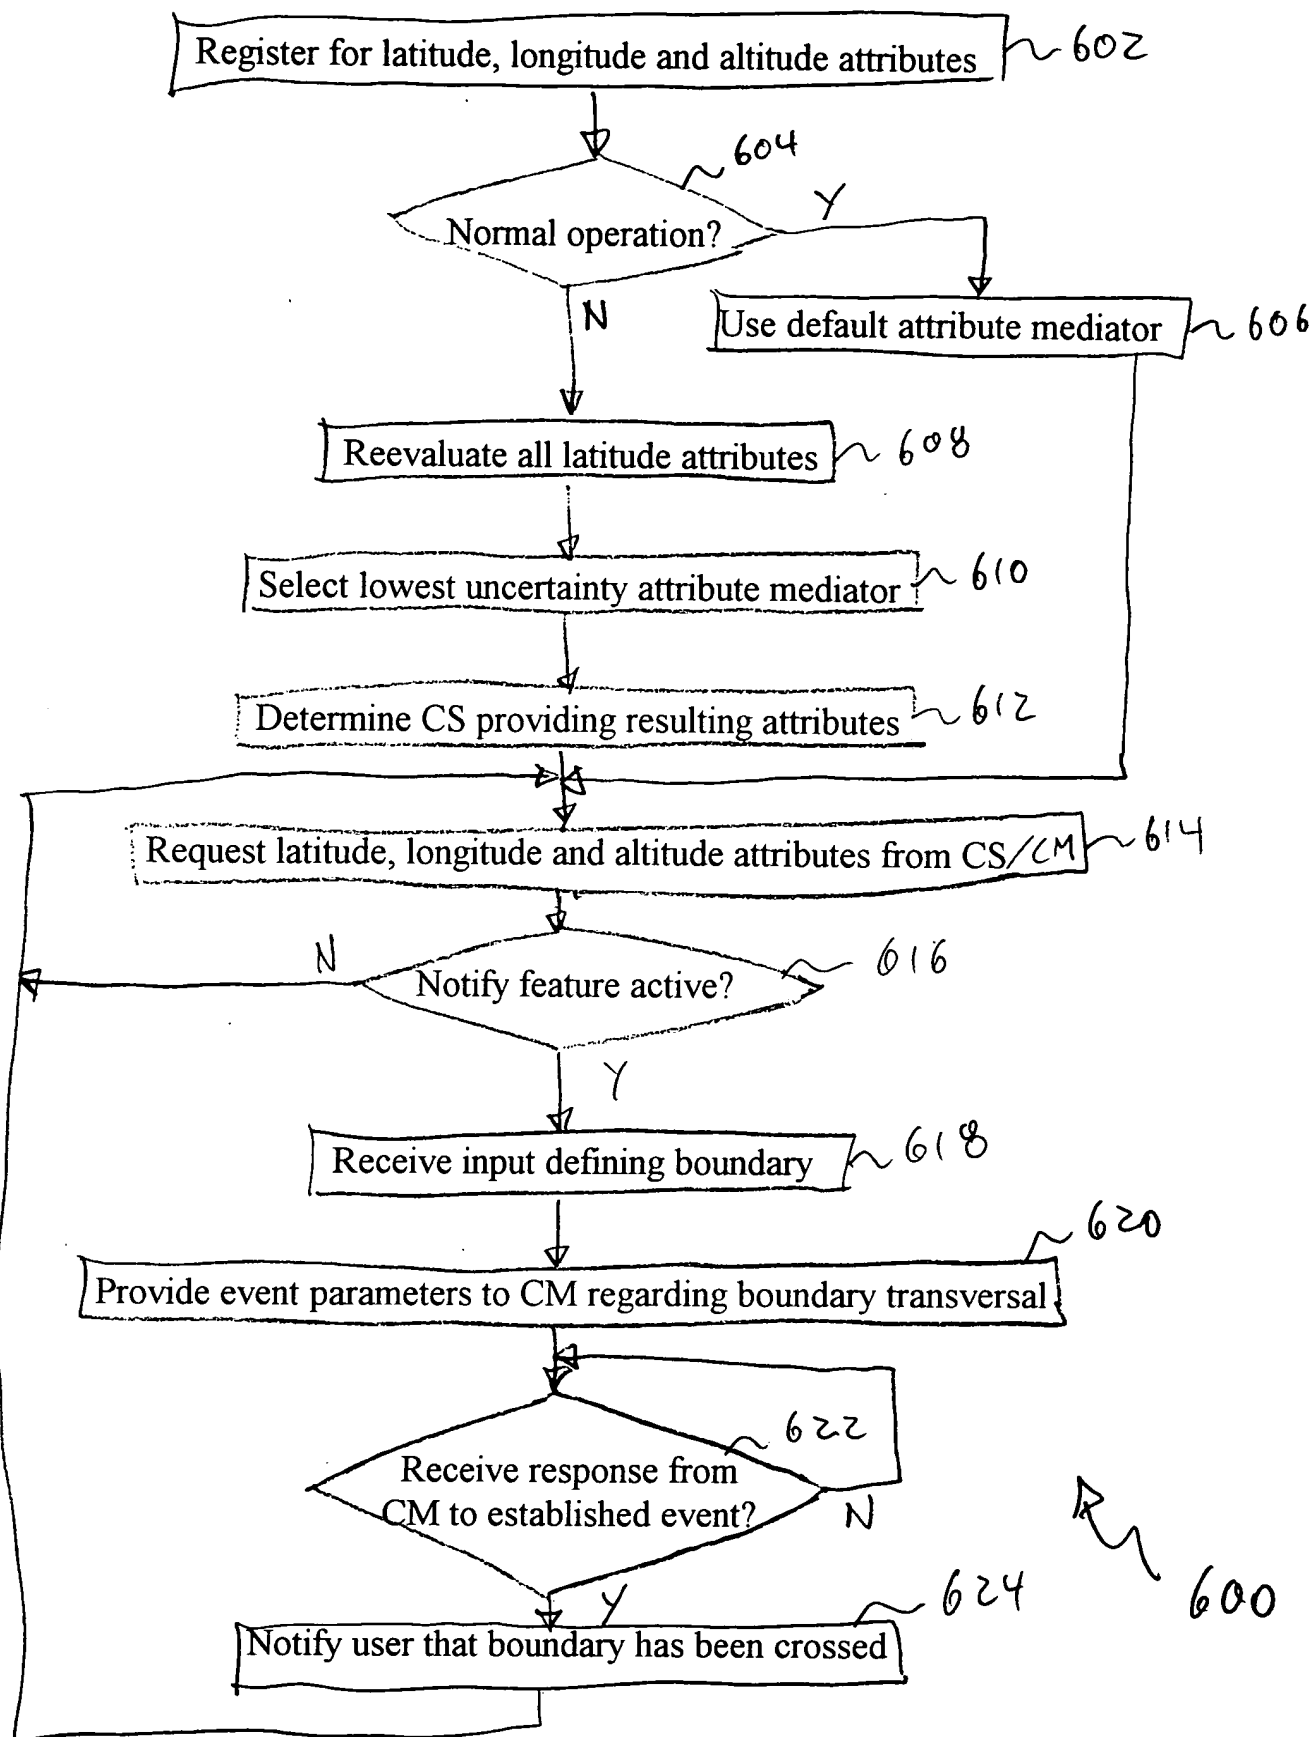 Register for latitude, longitude and altitude attributes 602
604
Y
Normal operation?
N
Use default attribute mediator 606
Reevaluate all latitude attributes 608
Select lowest uncertainty attribute mediator 610
Determine CS providing resulting attributes 612
Request latitude, longitude and altitude attributes from CS/CM 614
N
616
Notify feature active?
Y
Receive input defining boundary 618
620
Provide event parameters to CM regarding boundary transversal
622
Receive response from
CM to established event?
N
Y
624
600
Notify user that boundary has been crossed